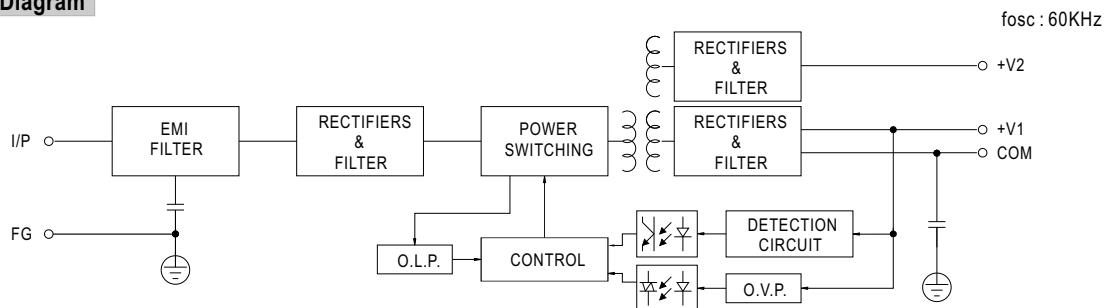 Diagram
fosc : 60KHz
RECTIFIERS
&
FILTER
+V2
I/P
EMI
FILTER
RECTIFIERS
&
FILTER
POWER
SWITCHING
RECTIFIERS
&
FILTER
+V1
COM
FG
O.L.P.
CONTROL
DETECTION
CIRCUIT
O.V.P.